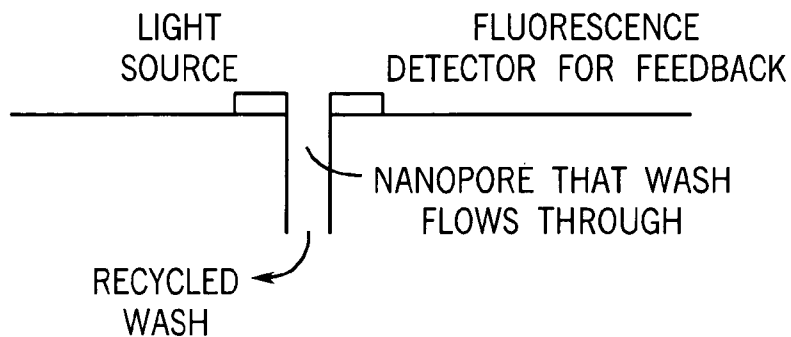 LIGHT
SOURCE
FLUORESCENCE
DETECTOR FOR FEEDBACK
NANOPORE THAT WASH
FLOWS THROUGH
RECYCLED
WASH